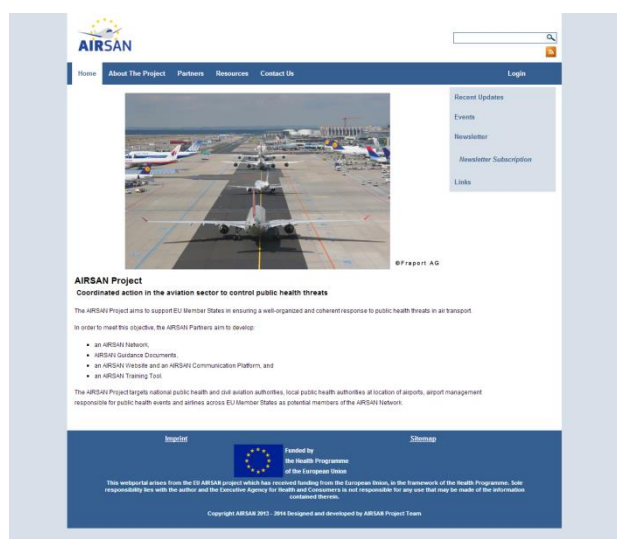 AIRSAN
Home About The Project Partners Resources Contact Us Login
Recent Updates
Events
Newsletter
Newsletter Subscription
Links
©Fraport AG
AIRSAN Project
Coordinated action in the aviation sector to control public health threats
The AIRSAN Project aims to support EU Member States in ensuring a well-organized and coherent response to public health threats in air transport.
In order to meet this objective, the AIRSAN Partners aim to develop:
• an AIRSAN Network,
• AIRSAN Guidance Documents,
• an AIRSAN Website and an AIRSAN Communication Platform, and
• an AIRSAN Training Tool.
The AIRSAN Project targets national public health and civil aviation authorities, local public health authorities at location of airports, airport management
responsible for public health events and airlines across EU Member States as potential members of the AIRSAN Network.
Imprint Sitemap
Funded by
the Health Programme
of the European Union
This webportal arises from the EU AIRSAN project which has received funding from the European Union, in the framework of the Health Programme. Sole
responsibility lies with the author and the Executive Agency for Health and Consumers is not responsible for any use that may be made of the information
contained therein.
Copyright AIRSAN 2013 - 2014 Designed and developed by AIRSAN Project Team